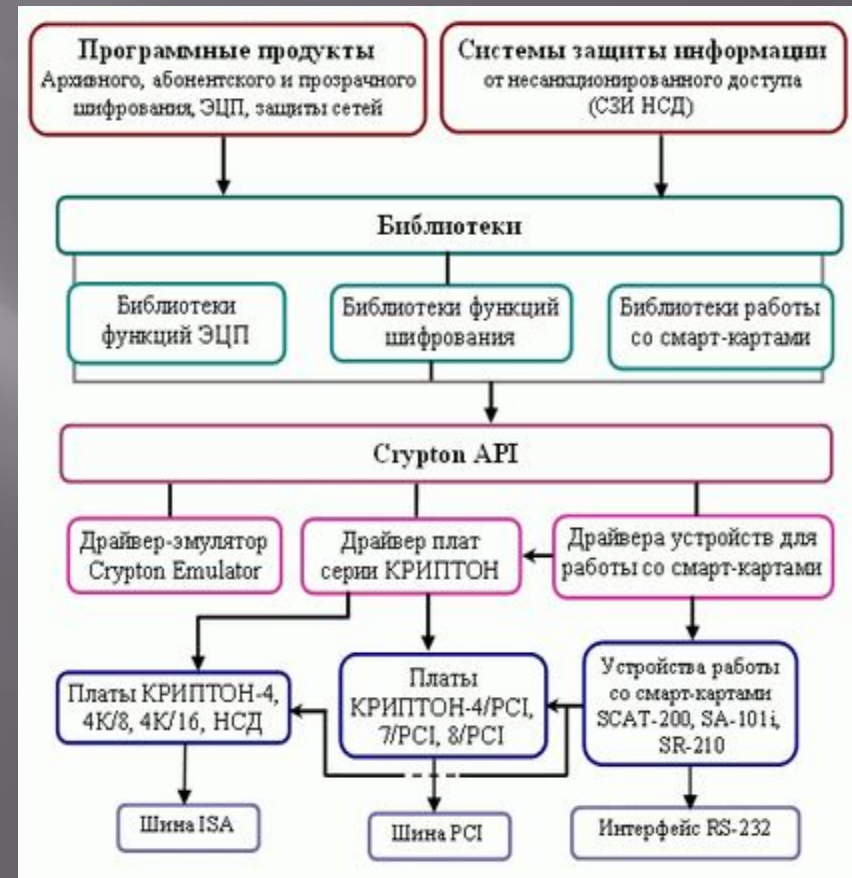 Программные продукты
Архивного, абонентского и прозрачного
шифрования, ЭЦП, защиты сетей
Системы защиты информации
от несанкционированного доступа
(СЗИ НСД)
Библиотеки
Библиотеки
функций ЭЦП
Библиотеки функций
шифрования
Библиотеки работы
со смарт-картами
Crypton API
Драйвер-эмулятор
Crypton Emulator
Драйвер плат
серии КРИПТОН
Драйвера устройств для
работы со смарт-картами
Платы КРИПТОН-4,
4К/8, 4К/16, НСД
Платы
КРИПТОН-4/PCI,
7/PCI, 8/PCI
Устройства работы
со смарт-картами
SCAT-200, SA-101i,
SR-210
Шина ISA
Шина PCI
Интерфейс RS-232